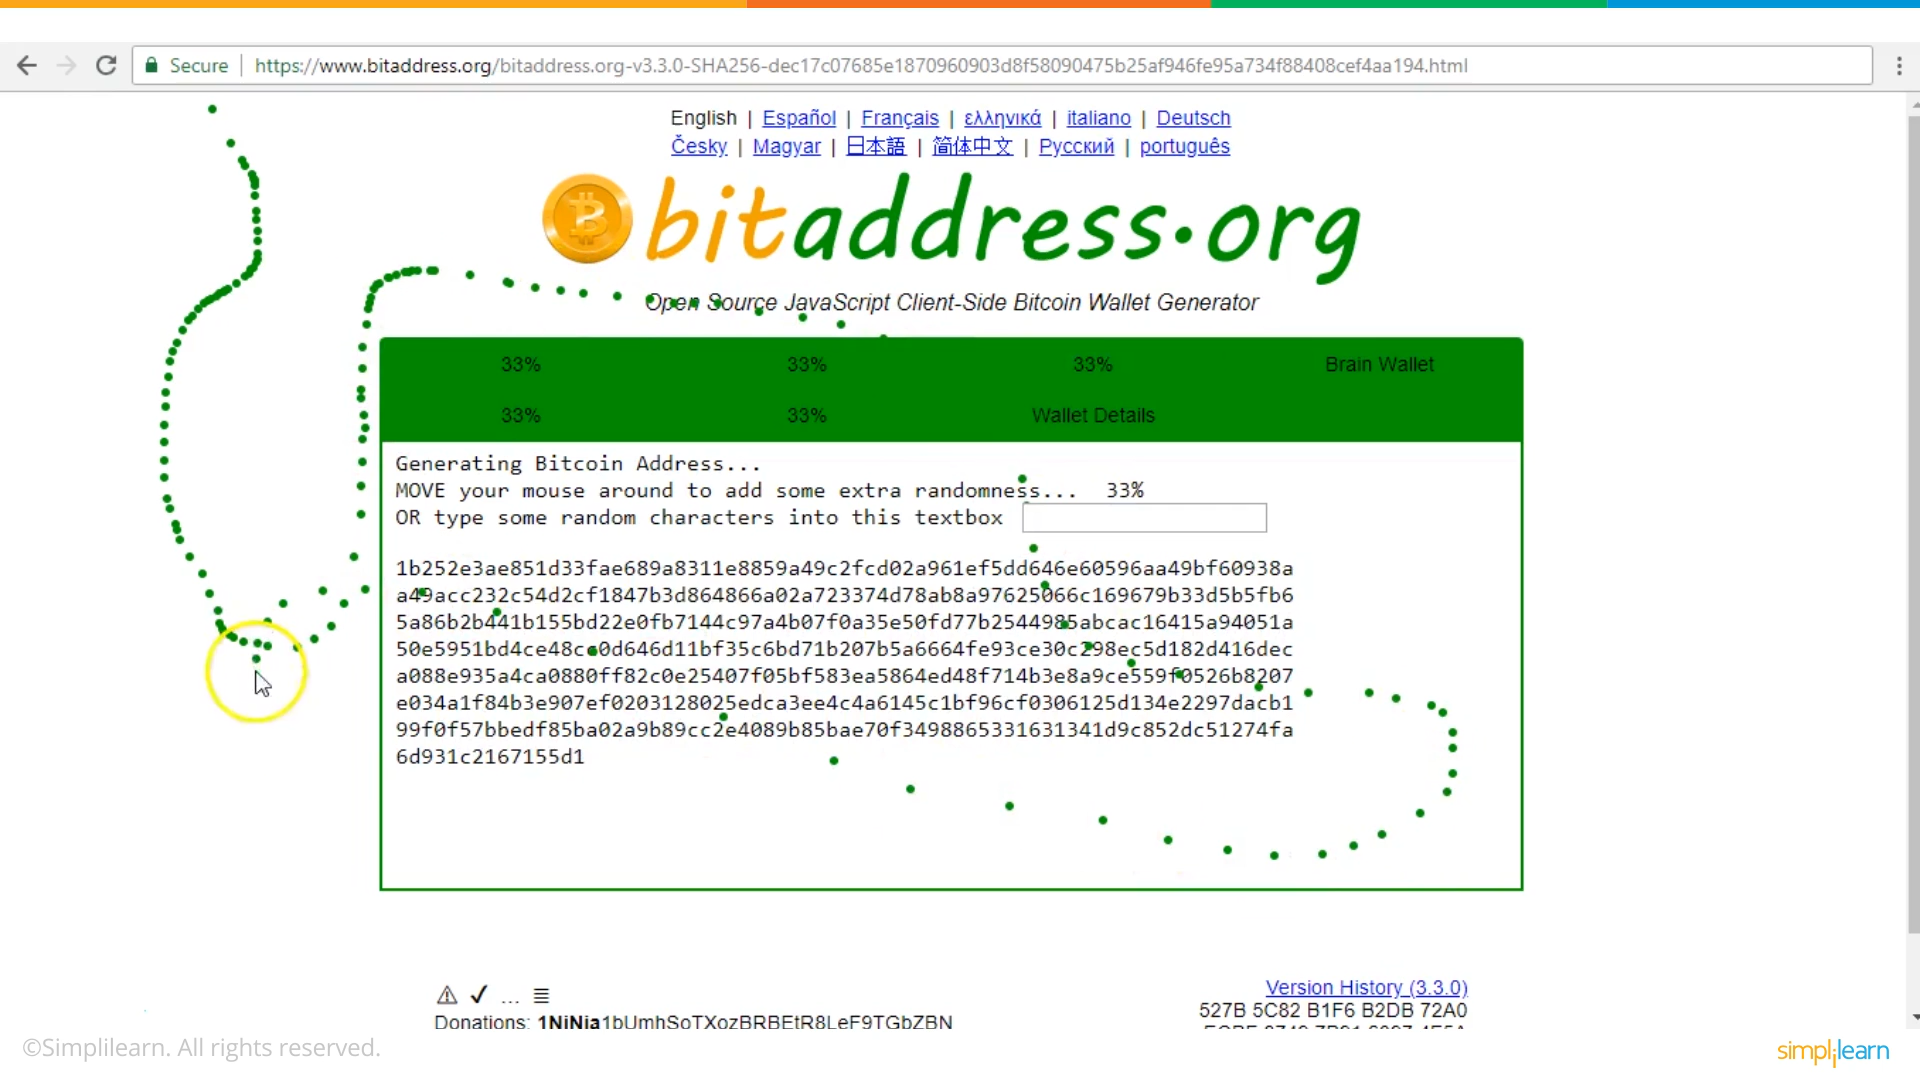 Secure | https://www.bitaddress.org/bitaddress.org-v3.3.0-SHA256-dec17c07685e1870960903d8f58090475b25af946fe95a734f88408cef4aa194.html
English | Español | Français | ελληνικά | italiano | Deutsch
Česky | Magyar | 日本語 | 简体中文 | Русский | português
bitaddress.org
Open Source JavaScript Client-Side Bitcoin Wallet Generator
33% 33% 33% Brain Wallet
33% 33% Wallet Details
Generating Bitcoin Address...
MOVE your mouse around to add some extra randomness... 33%
OR type some random characters into this textbox
1b252e3ae851d33fae689a8311e8859a49c2fcd02a961ef5dd646e60596aa49bf60938a
a49acc232c54d2cf1847b3d864866a02a723374d78ab8a97625066c169679b33d5b5fb6
5a86b2b441b155bd22e0fb7144c97a4b07f0a35e50fd77b2544985abcac16415a94051a
50e5951bd4ce48cc0d646d11bf35c6bd71b207b5a6664fe93ce30c298ec5d182d416dec
a088e935a4ca0880ff82c0e25407f05bf583ea5864ed48f714b3e8a9ce559f0526b8207
e034a1f84b3e907ef0203128025edca3ee4c4a6145c1bf96cf0306125d134e2297dacb1
99f0f57bbedf85ba02a9b89cc2e4089b85bae70f3498865331631341d9c852dc51274fa
6d931c2167155d1
...
Donations: 1NiNja1bUmhSoTXozBRBEtR8LeF9TGbZBN
Version History (3.3.0)
527B 5C82 B1F6 B2DB 72A0
©Simplilearn. All rights reserved.
simplilearn